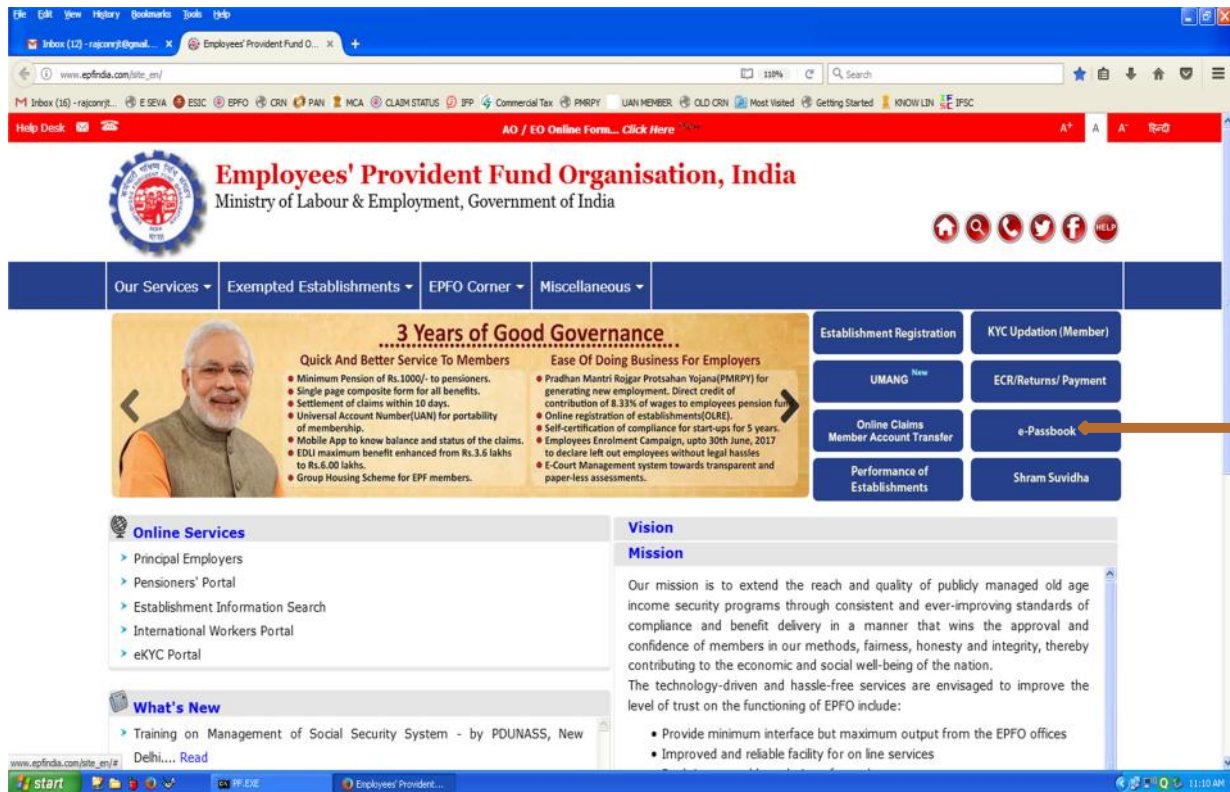 File Edit View History Bookmarks Tools Help
Inbox (12) - rajconrjt@gmail.... × Employees' Provident Fund O... × +
www.epfindia.com/site_en/ 110% Search
Inbox (16) - rajconrjt... E SEVA ESIC EPFO CRN PAN MCA CLAIM STATUS IFP Commercial Tax PMRPY UAN MEMBER OLD CRN Most Visited Getting Started KNOW LIN IFSC
Help Desk AO / EO Online Form... Click Here A+ A A- हिन्दी
Employees' Provident Fund Organisation, India
Ministry of Labour & Employment, Government of India
HELP
Our Services Exempted Establishments EPFO Corner Miscellaneous
3 Years of Good Governance
Quick And Better Service To Members
Minimum Pension of Rs.1000/- to pensioners.
Single page composite form for all benefits.
Settlement of claims within 10 days.
Universal Account Number(UAN) for portability
of membership.
Mobile App to know balance and status of the claims.
EDLI maximum benefit enhanced from Rs.3.6 lakhs
to Rs.6.00 lakhs.
Group Housing Scheme for EPF members.
Ease Of Doing Business For Employers
Pradhan Mantri Rojgar Protsahan Yojana(PMRPY) for
generating new employment. Direct credit of
contribution of 8.33% of wages to employees pension fund
Online registration of establishments(OLRE).
Self-certification of compliance for start-ups for 5 years.
Employees Enrolment Campaign, upto 30th June, 2017
to declare left out employees without legal hassles
E-Court Management system towards transparent and
paper-less assessments.
Establishment Registration
KYC Updation (Member)
UMANG New
ECR/Returns/ Payment
Online Claims
Member Account Transfer
e-Passbook
Performance of
Establishments
Shram Suvidha
Online Services
Principal Employers
Pensioners' Portal
Establishment Information Search
International Workers Portal
eKYC Portal
What's New
Training on Management of Social Security System - by PDUNASS, New
Delhi.... Read
Vision
Mission
Our mission is to extend the reach and quality of publicly managed old age
income security programs through consistent and ever-improving standards of
compliance and benefit delivery in a manner that wins the approval and
confidence of members in our methods, fairness, honesty and integrity, thereby
contributing to the economic and social well-being of the nation.
The technology-driven and hassle-free services are envisaged to improve the
level of trust on the functioning of EPFO include:
• Provide minimum interface but maximum output from the EPFO offices
• Improved and reliable facility for on line services
www.epfindia.com/site_en/#
start PF.EXE Employees' Provident... 11:10 AM